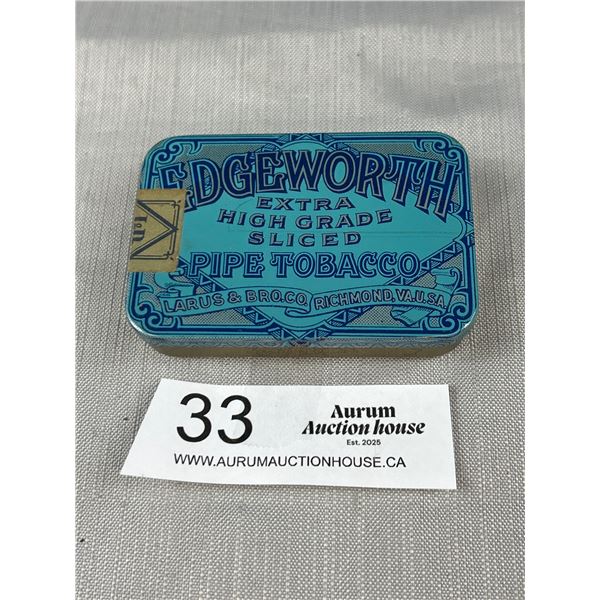 EDGEWORTH
EXTRA
HIGH GRADE
SLICED
PIPE TOBACCO
LARUS & BRO.CO. RICHMOND,VA.U.S.A.
33
Aurum
Auction house
Est. 2025
WWW.AURUMAUCTIONHOUSE.CA